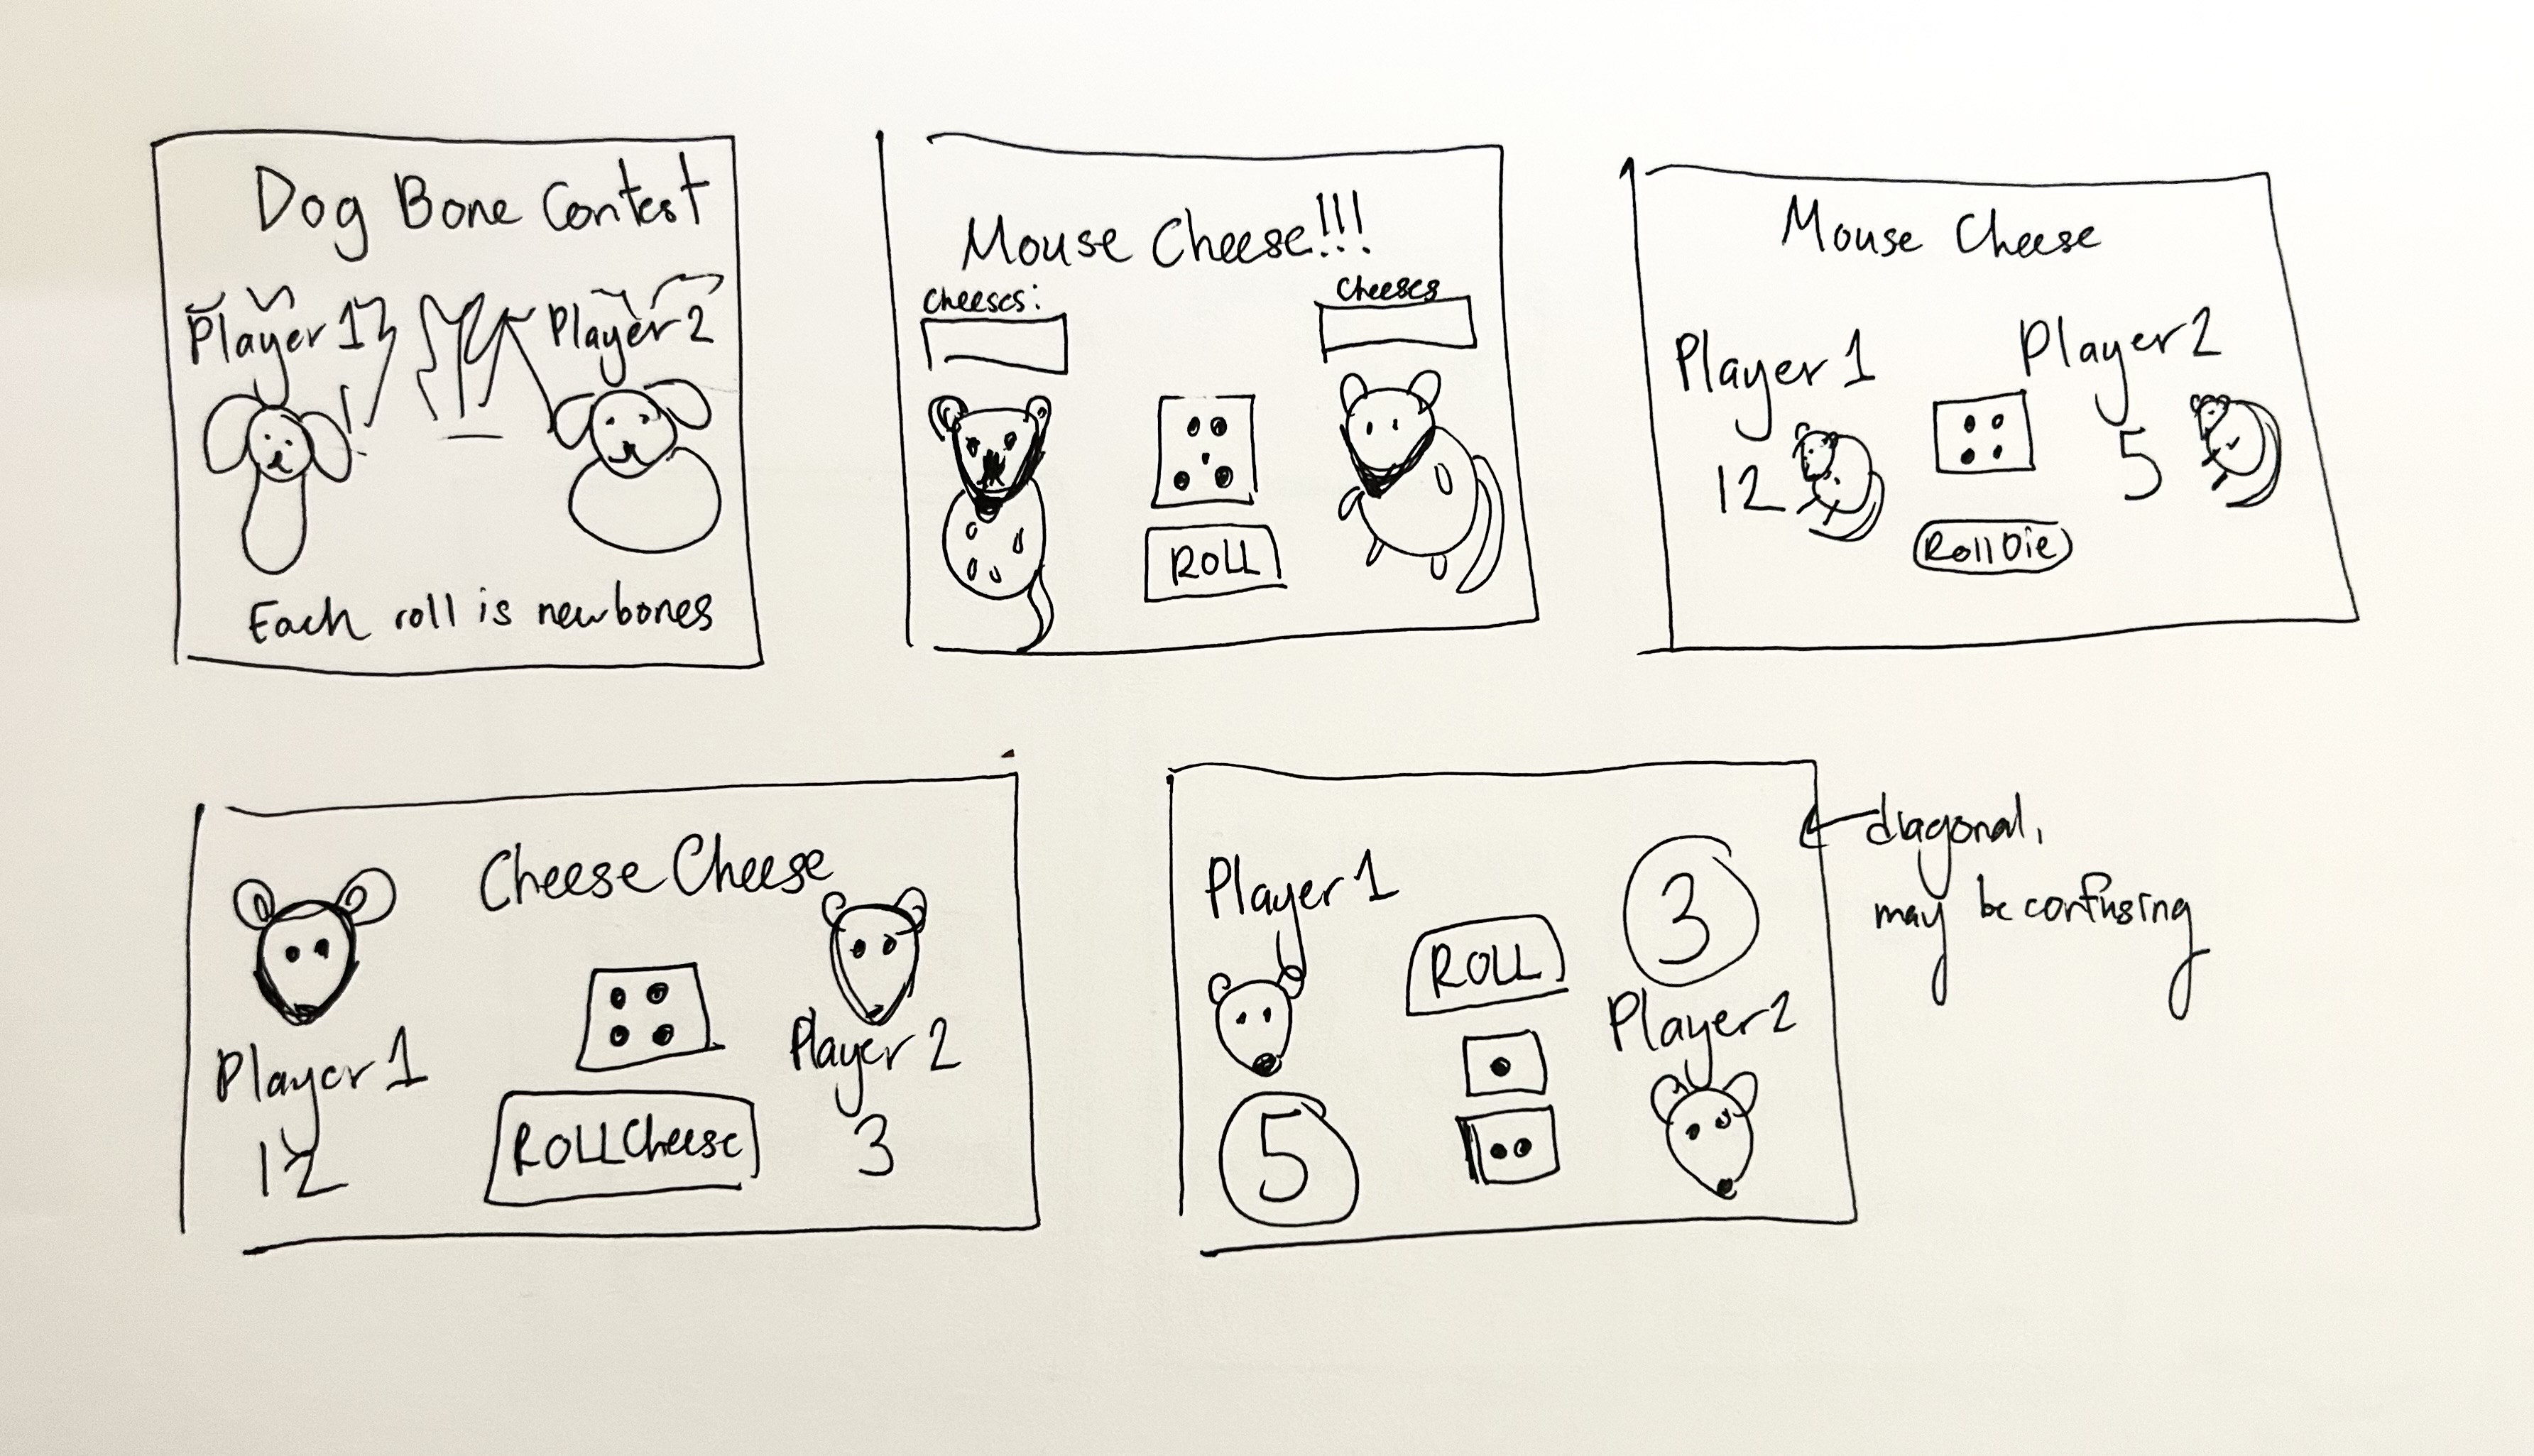 Dog Bone Contest
Player 1
Player 2
Each roll is new bones
Mouse Cheese!!!
Cheeses:
Cheeses
ROLL
Mouse Cheese
Player 1
Player 2
12
5
Roll Die
Cheese Cheese
Player 1
12
Player 2
3
ROLL Cheese
Player 1
5
ROLL
3
Player 2
diagonal,
may be confusing